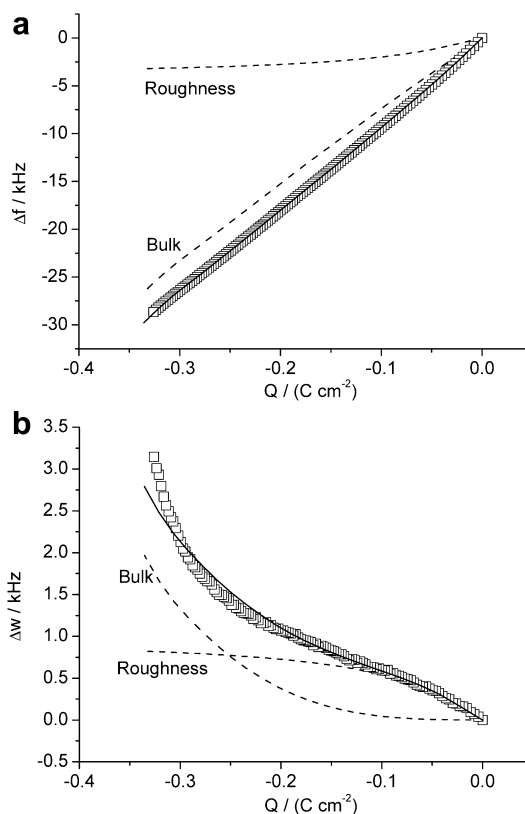 a
0
-5
-10
-15
-20
-25
-30
Δf / kHz
Roughness
Bulk
-0.4 -0.3 -0.2 -0.1 0.0
Q / (C cm⁻²)
b
3.5
3.0
2.5
2.0
1.5
1.0
0.5
0.0
0.5
Δw / kHz
Bulk
Roughness
-0.4 -0.3 -0.2 -0.1 0.0
Q / (C cm⁻²)